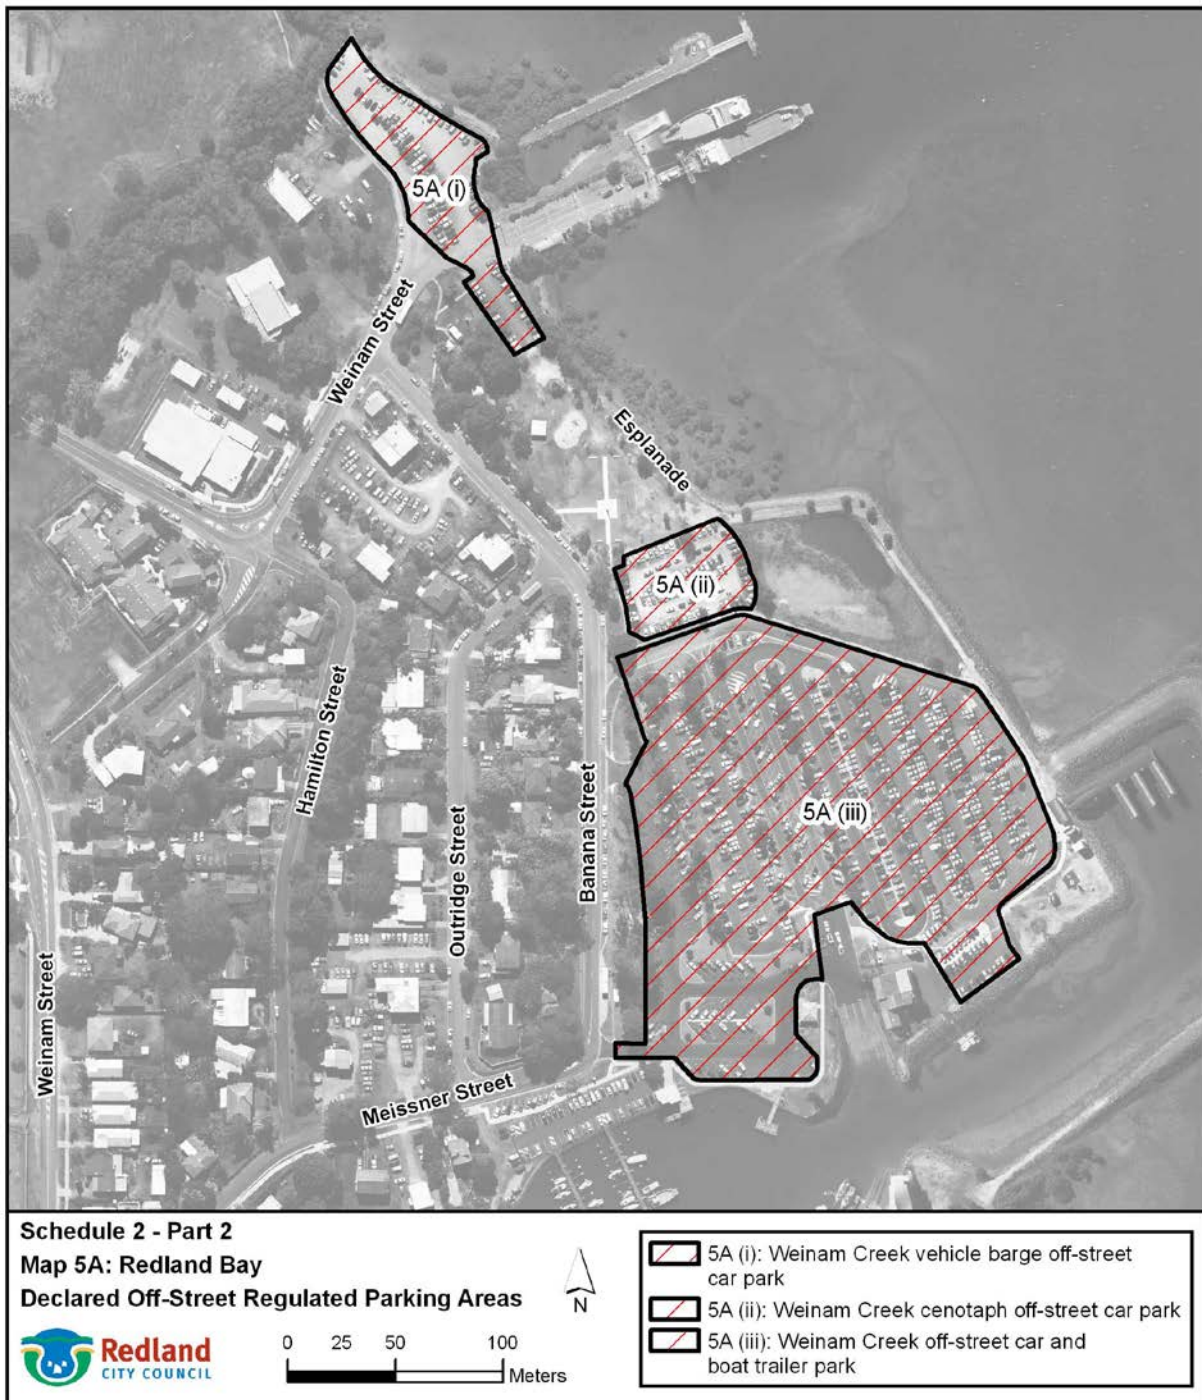 5A (i)
Weinam Street
Esplanade
5A (ii)
Hamilton Street
Outridge Street
Banana Street
5A (iii)
Weinam Street
Meissner Street
Schedule 2 - Part 2
Map 5A: Redland Bay
Declared Off-Street Regulated Parking Areas
N
Redland
CITY COUNCIL
0 25 50 100
Meters
5A (i): Weinam Creek vehicle barge off-street
car park
5A (ii): Weinam Creek cenotaph off-street car park
5A (iii): Weinam Creek off-street car and
boat trailer park